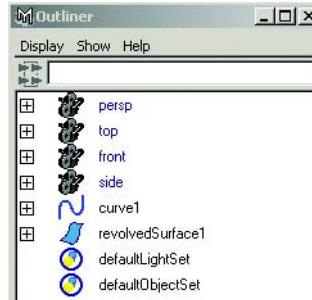 Outliner
Display Show Help
persp
top
front
side
curve1
revolvedSurface1
defaultLightSet
defaultObjectSet